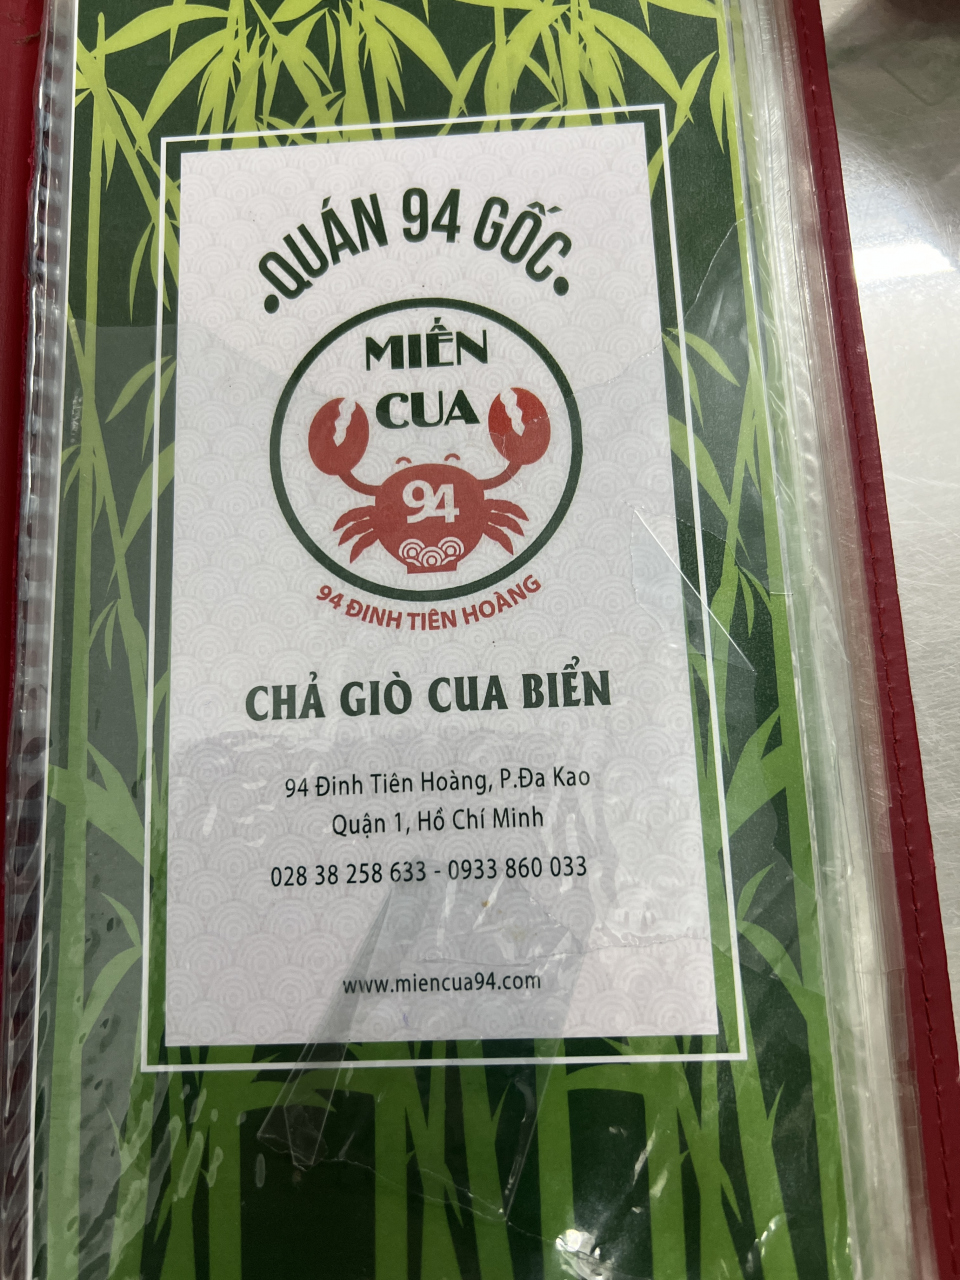 •QUÁN 94 GỐC•
MIẾN
CUA
94
94 ĐINH TIÊN HOÀNG
CHẢ GIÒ CUA BIỂN
94 Đinh Tiên Hoàng, P.Đa Kao
Quận 1, Hồ Chí Minh
028 38 258 633 - 0933 860 033
www.miencua94.com